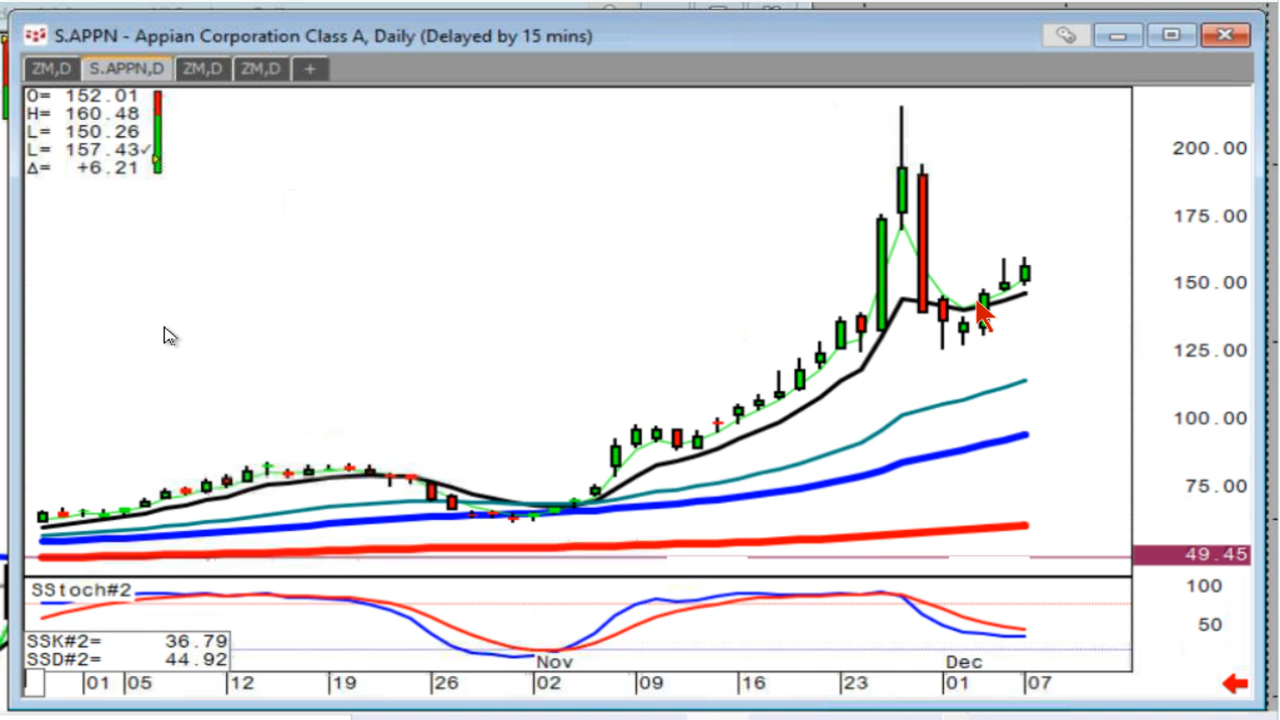 S.APPN - Appian Corporation Class A, Daily (Delayed by 15 mins)
ZM,D S.APPN,D ZM,D ZM,D +
O= 152.01
H= 160.48
L= 150.26
L= 157.43✓
Δ= +6.21
200.00
175.00
150.00
125.00
100.00
75.00
49.45
SStoch#2
100
50
SSK#2= 36.79
SSD#2= 44.92
Nov Dec
01 05 12 19 26 02 09 16 23 01 07